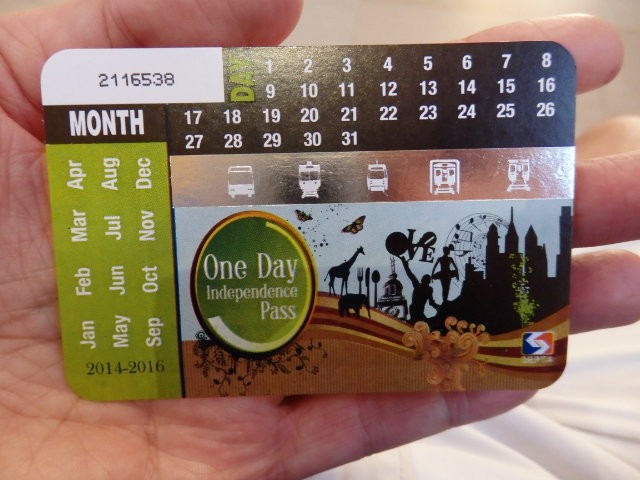 2116538
DAY
1 2 3 4 5 6 7 8
9 10 11 12 13 14 15 16
17 18 19 20 21 22 23 24 25 26
27 28 29 30 31
MONTH
Apr Aug Dec
Mar Jul Nov
Feb Jun Oct
Jan May Sep
2014-2016
One Day
Independence
Pass
LOVE
SEPTA